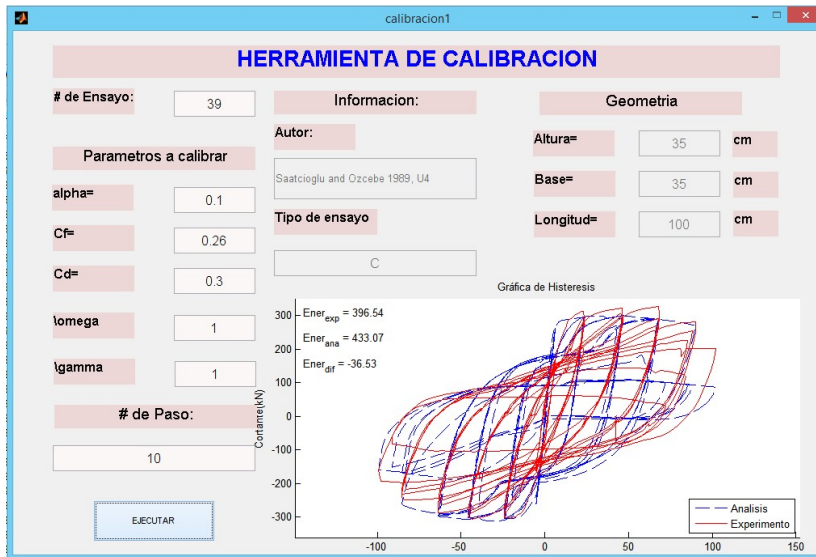 calibracion1
HERRAMIENTA DE CALIBRACION
# de Ensayo:
39
Parametros a calibrar
alpha=
0.1
Cf=
0.26
Cd=
0.3
\omega
1
\gamma
1
# de Paso:
10
EJECUTAR
Informacion:
Autor:
Saatcioglu and Ozcebe 1989, U4
Tipo de ensayo
C
Geometria
Altura=
35
cm
Base=
35
cm
Longitud=
100
cm
Gráfica de Histeresis
Ener_exp = 396.54
Ener_ana = 433.07
Ener_dif = -36.53
Cortante(kN)
300
200
100
0
-100
-200
-300
-100
-50
0
50
100
150
Analisis
Experimento